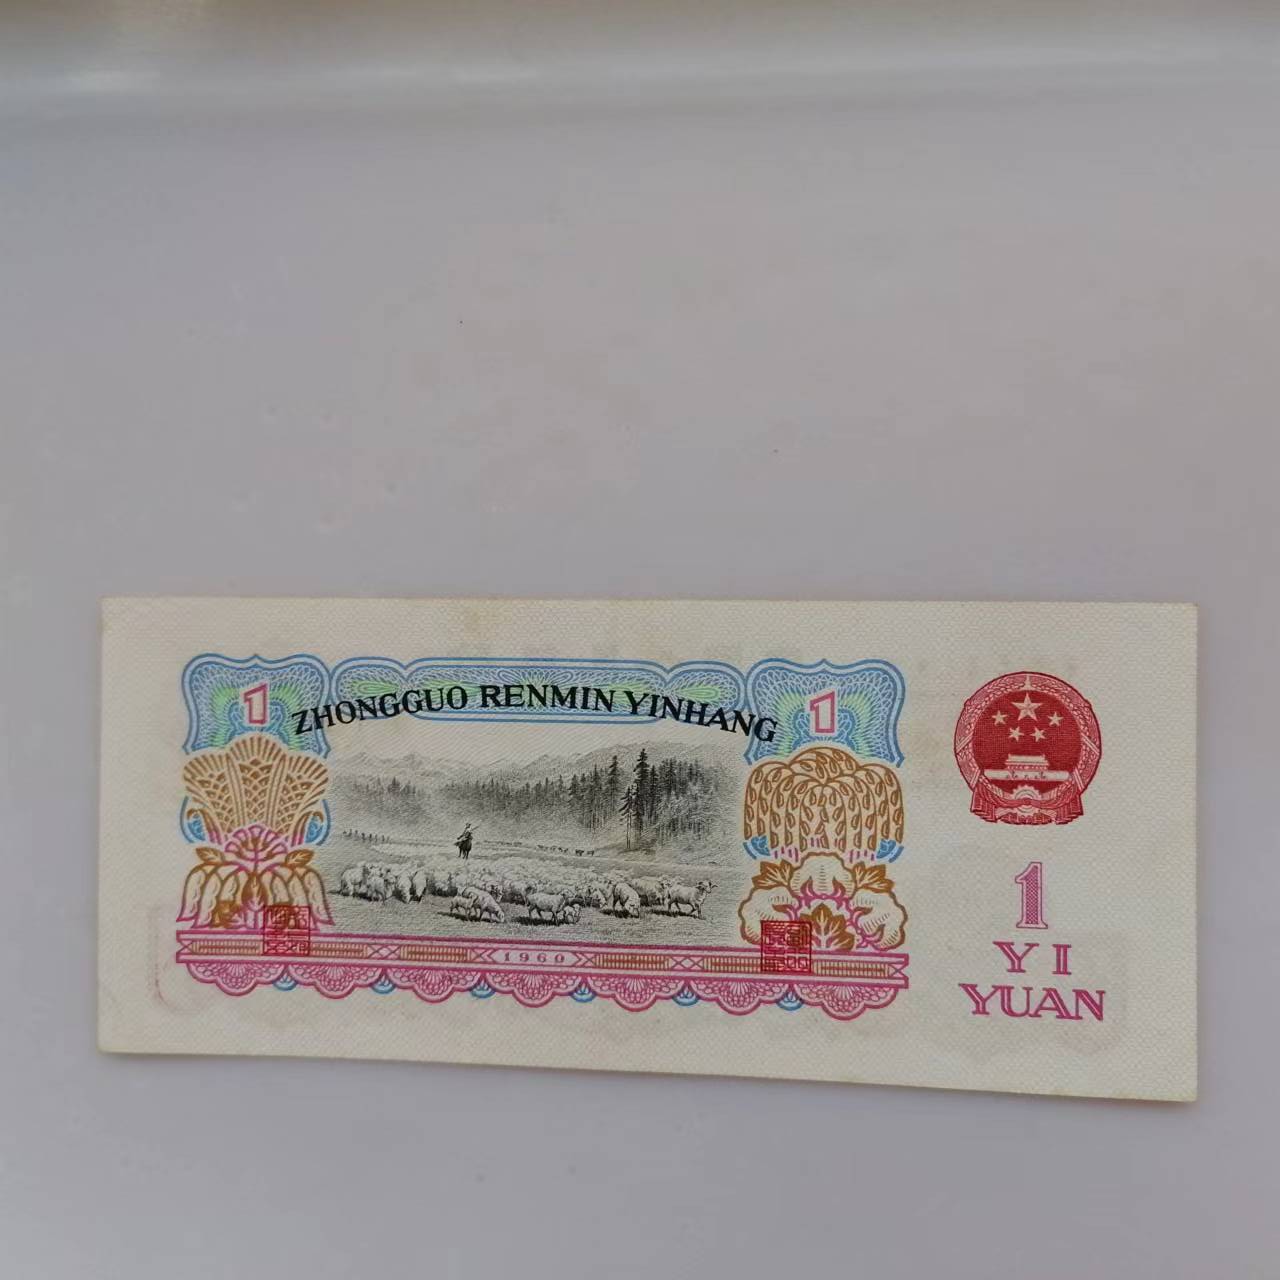 1
ZHONGGUO RENMIN YINHANG
1
1960
1
YI
YUAN